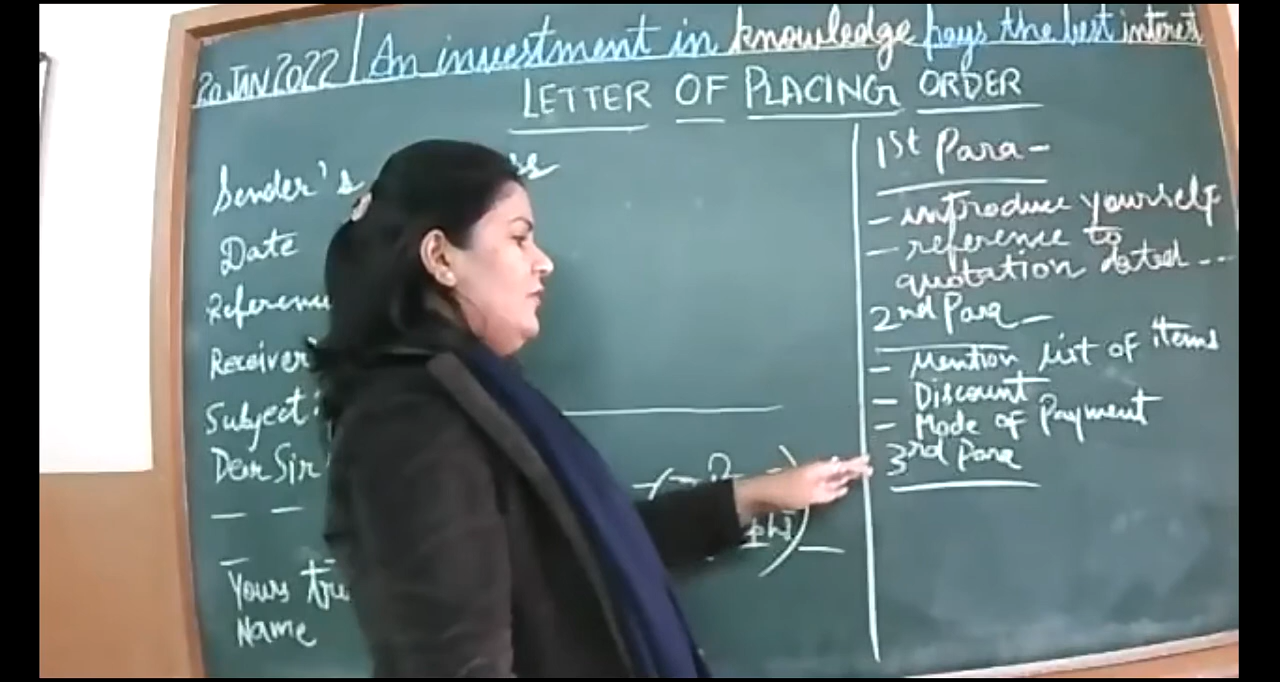 20 JAN 2022 | An investment in knowledge pays the best interest
LETTER OF PLACING ORDER
Sender's
Date
Reference
Receiver's
Subject:
Dear Sir
Yours
Name
1st Para -
- introduce yourself
- reference to
quotation dated ...
2nd Para -
- Mention list of items
- Discount
- Mode of Payment
3rd Para